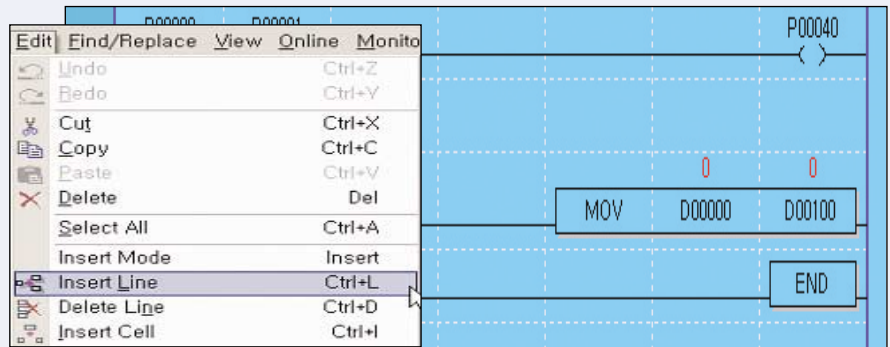 D00000 D00001
P00040
( )
Edit Find/Replace View Online Monito
Undo Ctrl+Z
Redo Ctrl+Y
Cut Ctrl+X
Copy Ctrl+C
Paste Ctrl+V
Delete Del
Select All Ctrl+A
Insert Mode Insert
Insert Line Ctrl+L
Delete Line Ctrl+D
Insert Cell Ctrl+I
0 0
MOV D00000 D00100
END